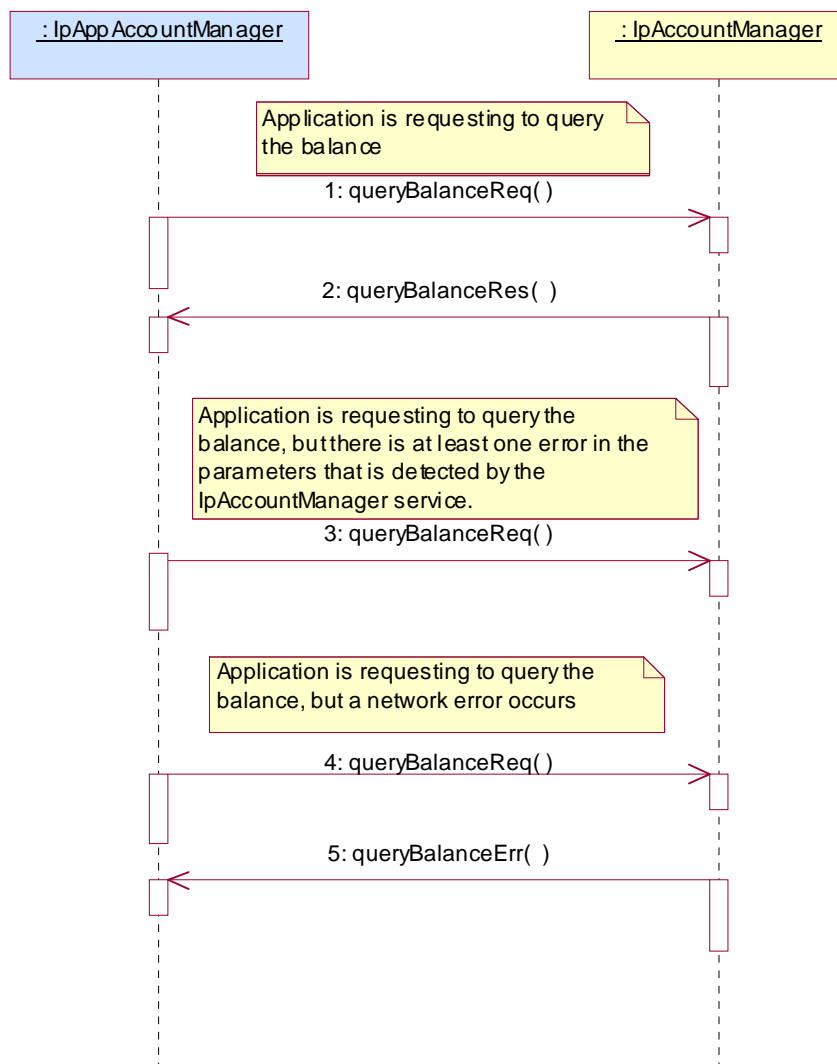 : IpAppAccountManager
: IpAccountManager
Application is requesting to query
the balance
1: queryBalanceReq( )
2: queryBalanceRes( )
Application is requesting to query the
balance, but there is at least one error in the
parameters that is detected by the
IpAccountManager service.
3: queryBalanceReq( )
Application is requesting to query the
balance, but a network error occurs
4: queryBalanceReq( )
5: queryBalanceErr( )